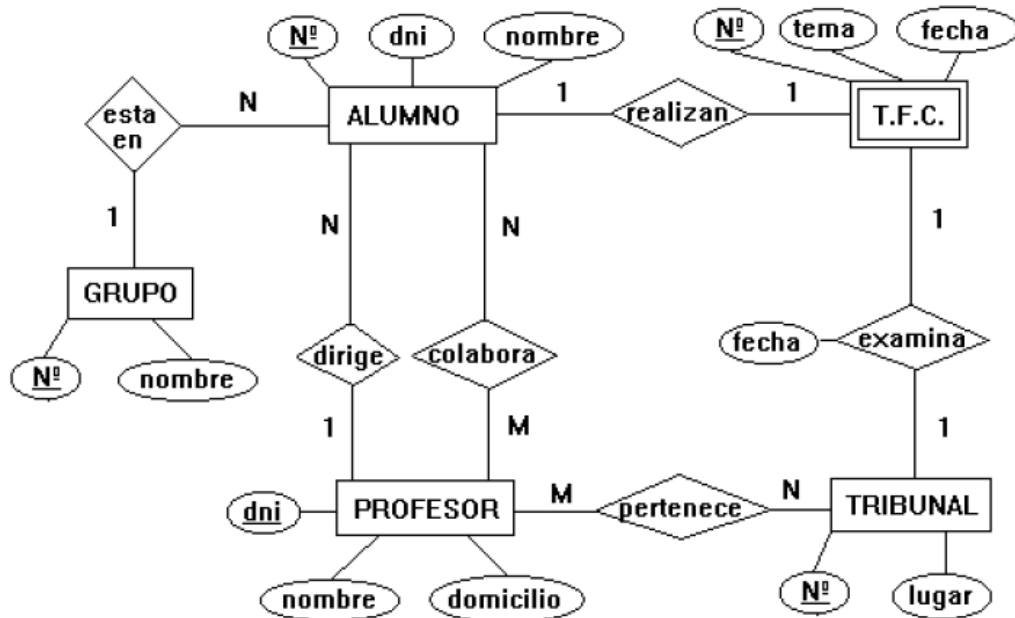 Nº
dni
nombre
Nº
tema
fecha
esta
en
N
ALUMNO
1
realizan
1
T.F.C.
1
N
N
1
GRUPO
Nº
nombre
dirige
colabora
fecha
examina
1
M
1
dni
PROFESOR
M
pertenece
N
TRIBUNAL
nombre
domicilio
Nº
lugar